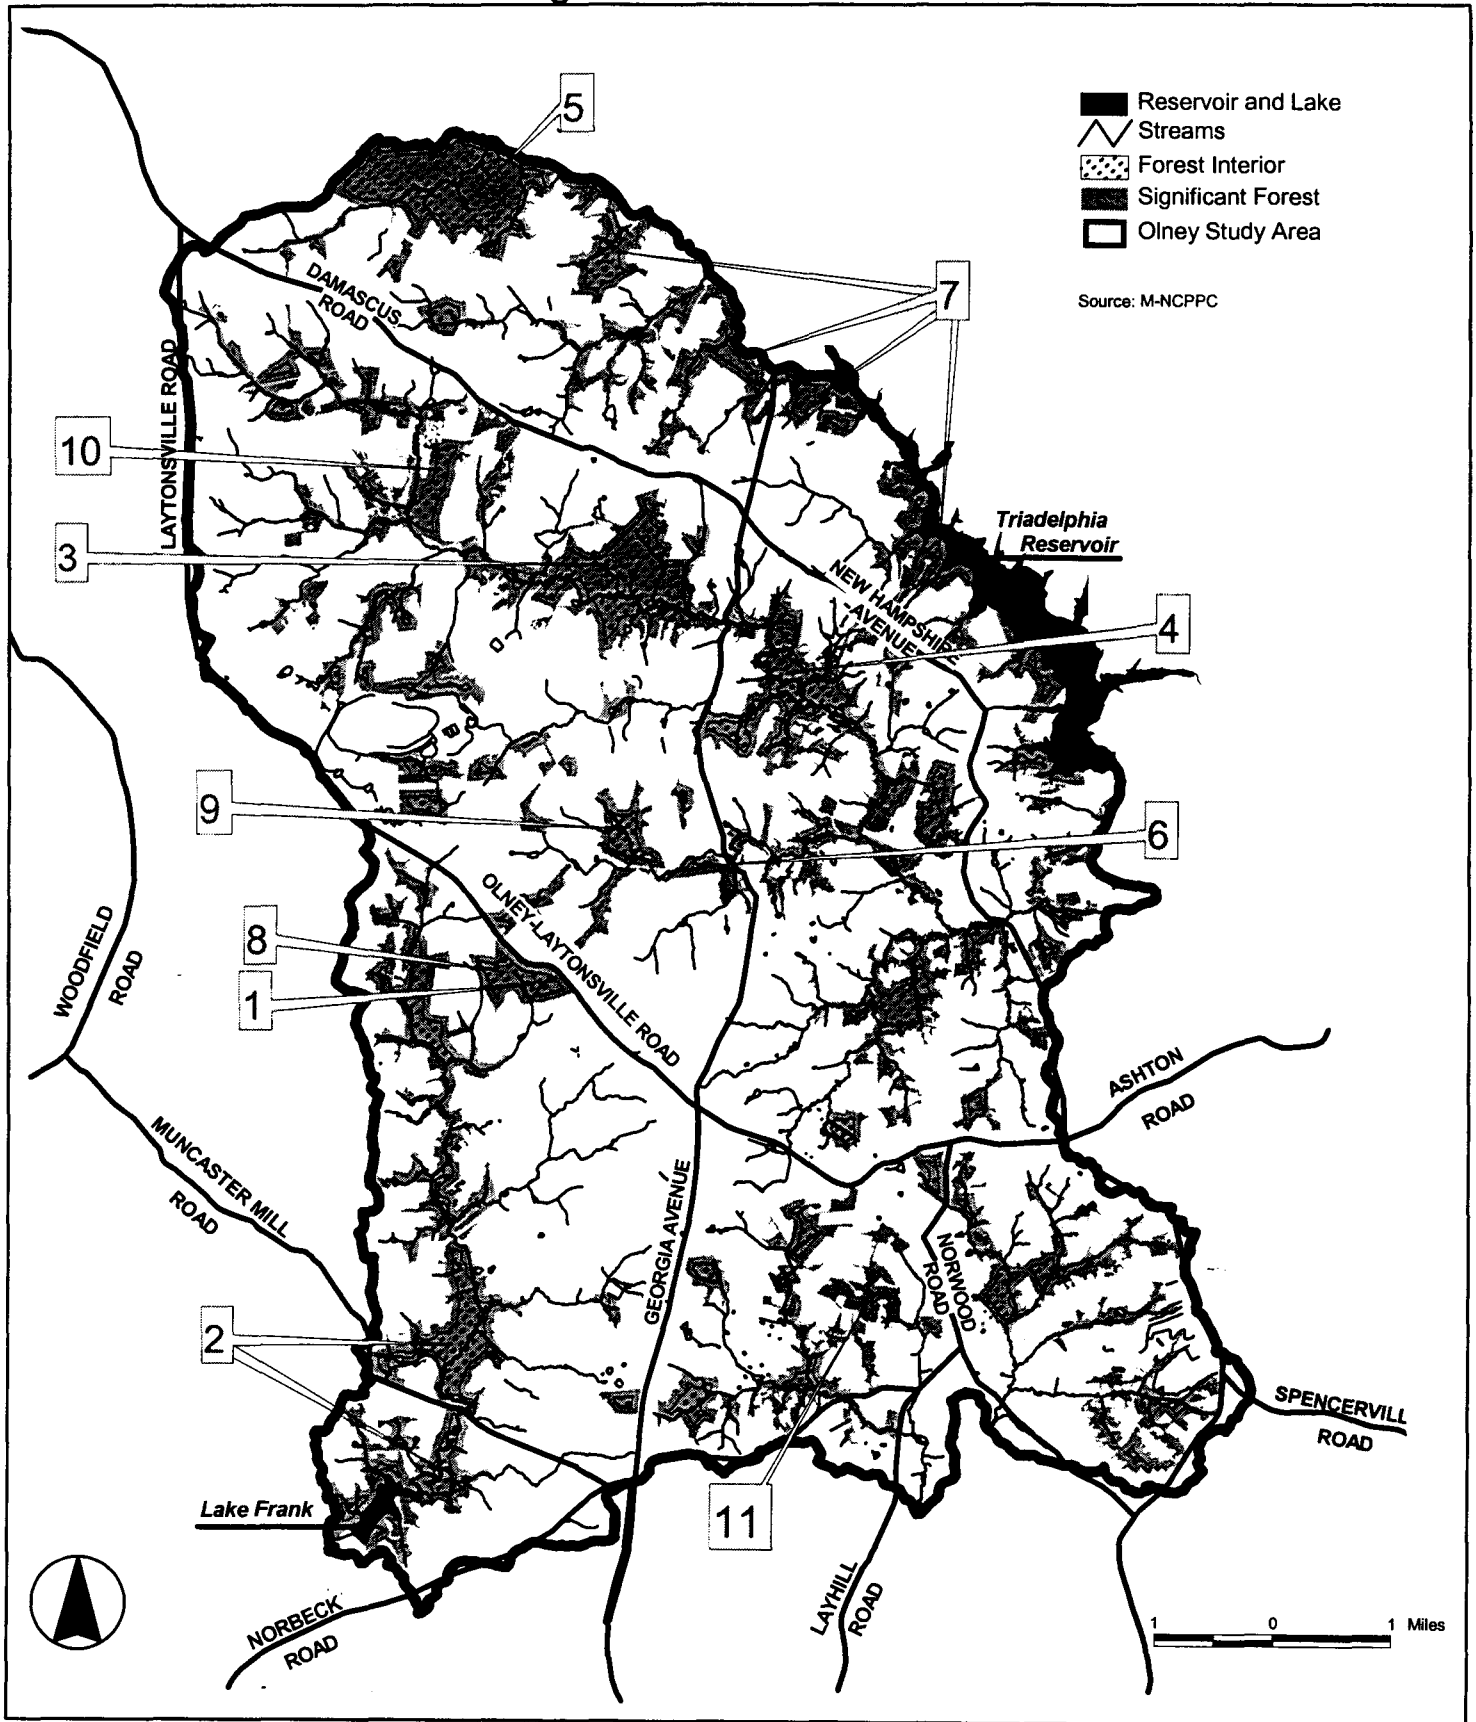 5
Reservoir and Lake
Streams
Forest Interior
Significant Forest
Olney Study Area
Source: M-NCPPC
7
DAMASCUS
ROAD
LAYTONSVILLE ROAD
10
3
Triadelphia
Reservoir
NEW HAMPSHIRE
AVENUE
4
9
6
OLNEY-LAYTONSVILLE ROAD
8
1
WOODFIELD
ROAD
ASHTON
ROAD
MUNCASTER MILL
ROAD
GEORGIA AVENUE
NORWOOD
ROAD
2
SPENCERVILL
ROAD
Lake Frank
11
LAYHILL
ROAD
NORBECK
ROAD
1 0 1 Miles